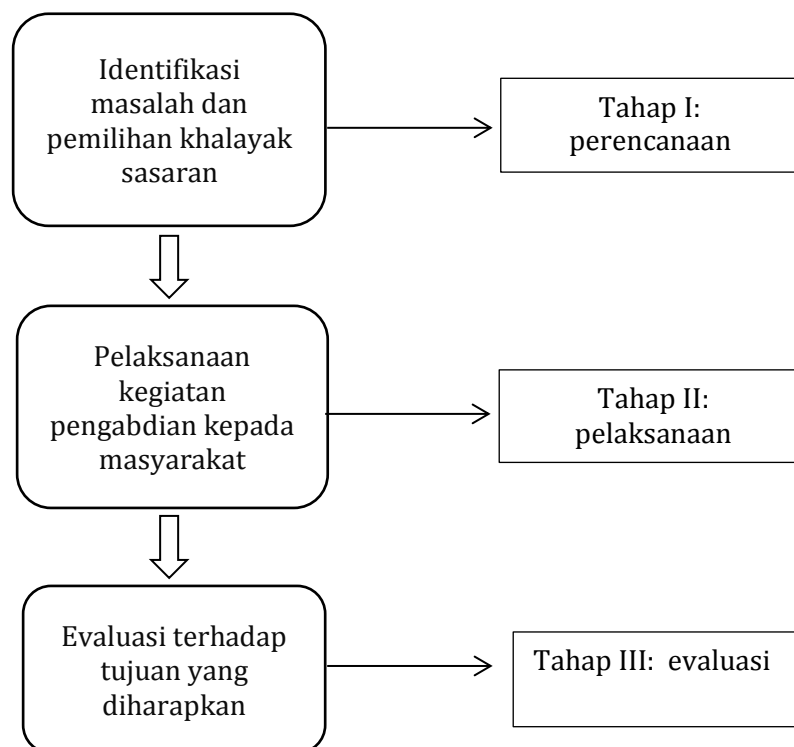 Identifikasi
masalah dan
pemilihan khalayak
sasaran
Tahap I:
perencanaan
Pelaksanaan
kegiatan
pengabdian kepada
masyarakat
Tahap II:
pelaksanaan
Evaluasi terhadap
tujuan yang
diharapkan
Tahap III:  evaluasi